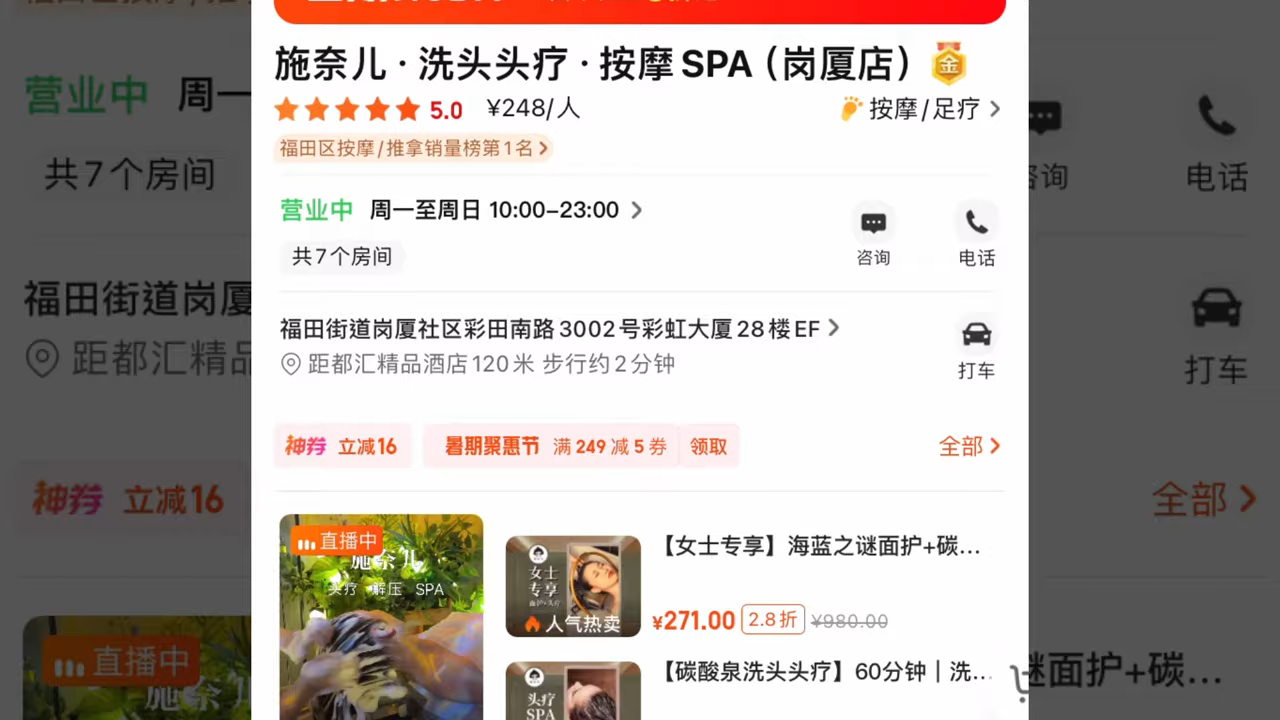 施奈儿·洗头头疗·按摩SPA（岗厦店）
金
5.0 ¥248/人
按摩/足疗
福田区按摩/推拿销量榜第1名
营业中 周一至周日 10:00-23:00
咨询
电话
共7个房间
福田街道岗厦社区彩田南路3002号彩虹大厦28楼EF
距都汇精品酒店120米 步行约2分钟
打车
神券 立减16
暑期聚惠节 满249减5券 领取
全部
直播中
施奈儿
头疗 解压 SPA
女士
专享
人气热卖
【女士专享】海蓝之谜面护+碳...
¥271.00 2.8折 ¥980.00
头疗
SPA
【碳酸泉洗头头疗】60分钟｜洗...
营业中 周一
共7个房间
福田街道岗厦
距都汇精品
神券 立减16
直播中
咨询
电话
打车
全部
谜面护+碳...